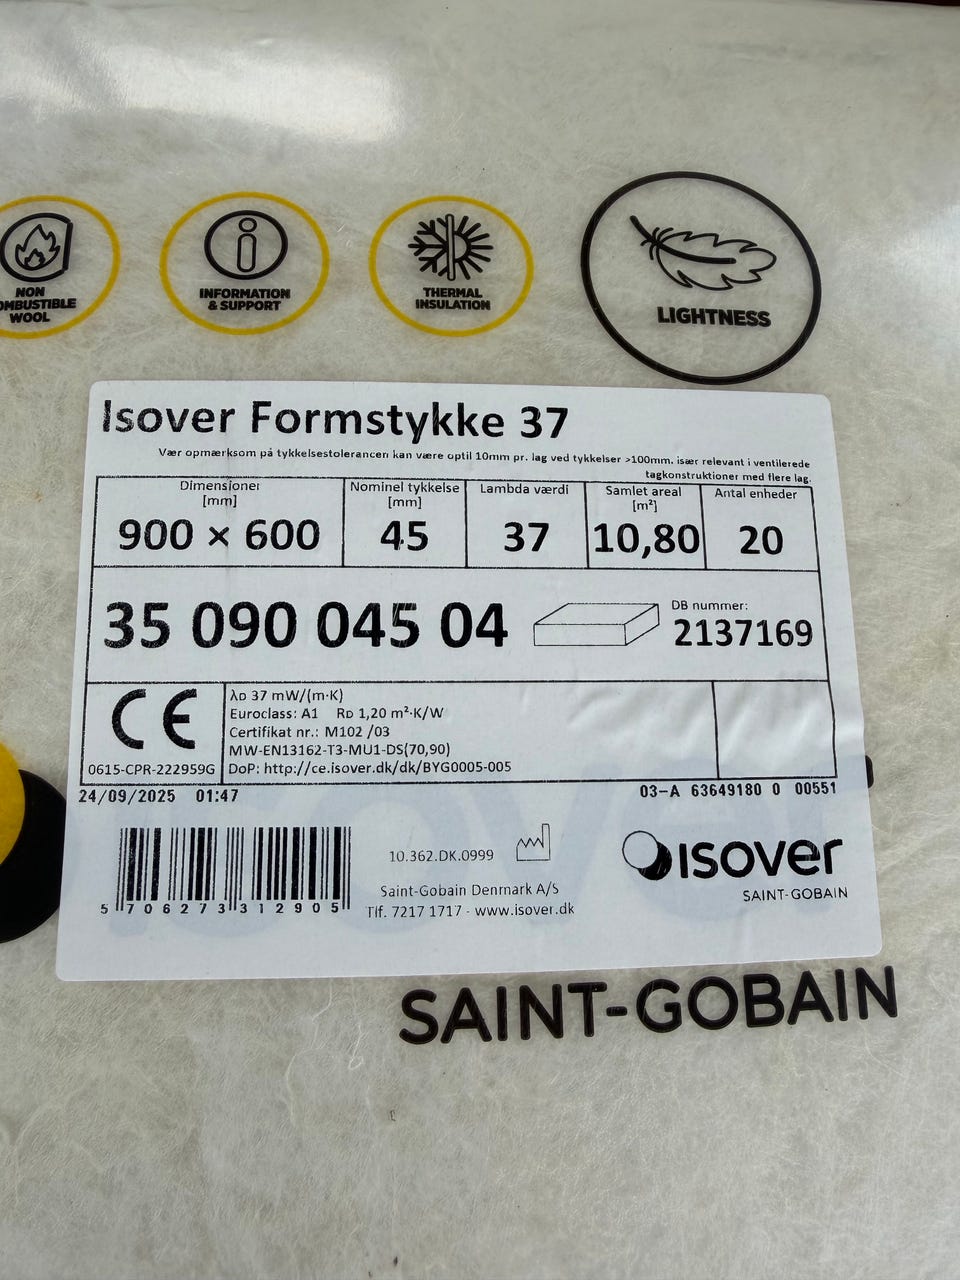 NON
OMBUSTIBLE
WOOL
INFORMATION
& SUPPORT
THERMAL
INSULATION
LIGHTNESS
Isover Formstykke 37
Vær opmærksom på tykkelsestolerancen kan være optil 10mm pr. lag ved tykkelser >100mm. især relevant i ventilerede
tagkonstruktioner med flere lag.
Dimensioner
[mm]
900 × 600
Nominel tykkelse
[mm]
45
Lambda værdi
37
Samlet areal
[m²]
10,80
Antal enheder
20
35 090 045 04
DB nummer:
2137169
CE
0615-CPR-222959G
λD 37 mW/(m·K)
Euroclass: A1 RD 1,20 m²·K/W
Certifikat nr.: M102 /03
MW-EN13162-T3-MU1-DS(70,90)
DoP: http://ce.isover.dk/dk/BYG0005-005
24/09/2025 01:47
03-A 63649180 0 00551
5 706273 312905
10.362.DK.0999
Saint-Gobain Denmark A/S
Tlf. 7217 1717 - www.isover.dk
isover
SAINT-GOBAIN
isover
SAINT-GOBAIN